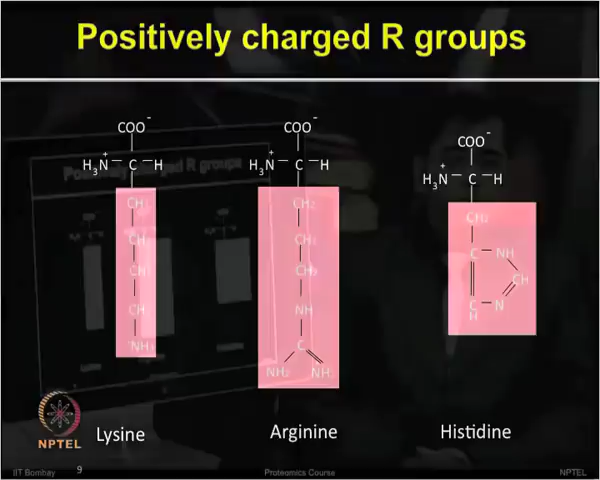 Positively charged R groups
COO⁻
H₃N⁺ — C — H
CH₂
CH₂
CH₂
CH₂
⁺NH₃
Lysine
COO⁻
H₃N⁺ — C — H
CH₂
CH₂
CH₂
NH
C
NH₂ NH₂
Arginine
COO⁻
H₃N⁺ — C — H
CH₂
C — NH
CH
C — N
H
Histidine
NPTEL
IIT Bombay
9
Proteomics Course
NPTEL